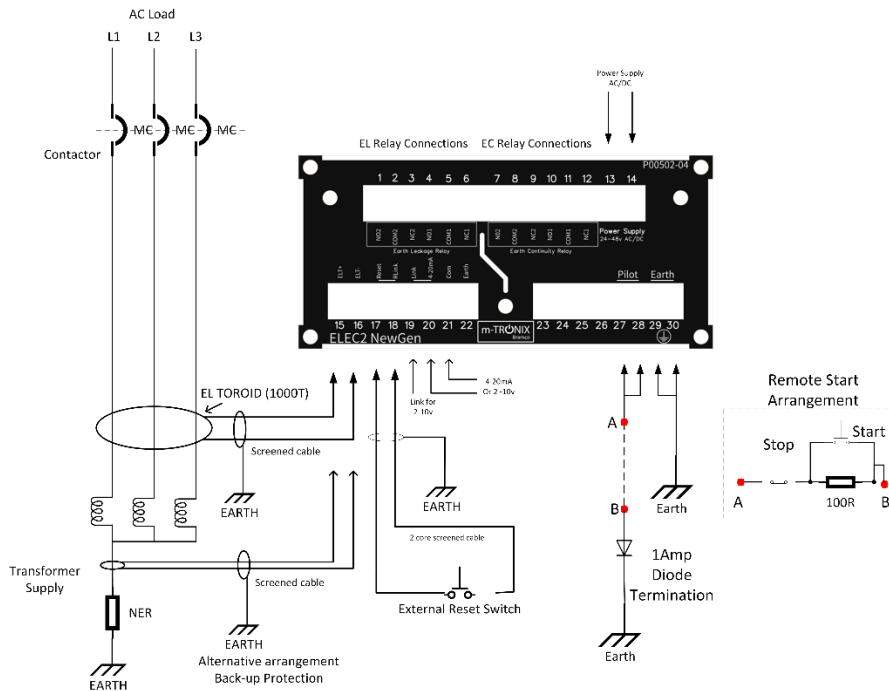 AC Load
L1 L2 L3
MC MC MC
Contactor
Power Supply
AC/DC
EL Relay Connections EC Relay Connections
P00502-04
1 2 3 4 5 6 7 8 9 10 11 12 13 14
NO2 COM2 NC2 NO1 COM1 NC1 NO2 COM2 NC2 NO1 COM1 NC1
Power Supply
24-48v AC/DC
Earth Leakage Relay Earth Continuity Relay
ELT+ ELT- Reset RLink Link 4-20mA Com Earth
Pilot Earth
15 16 17 18 19 20 21 22 23 24 25 26 27 28 29 30
m-TRONIX
ELEC2 NewGen
EL TOROID (1000T)
Screened cable
EARTH
Link for
2-10v
4-20mA
Or 2-10v
EARTH
2 core screened cable
External Reset Switch
Transformer
Supply
NER
EARTH
Screened cable
EARTH
Alternative arrangement
Back-up Protection
A
B
1Amp
Diode
Termination
Earth
Earth
Remote Start
Arrangement
Stop Start
A 100R B